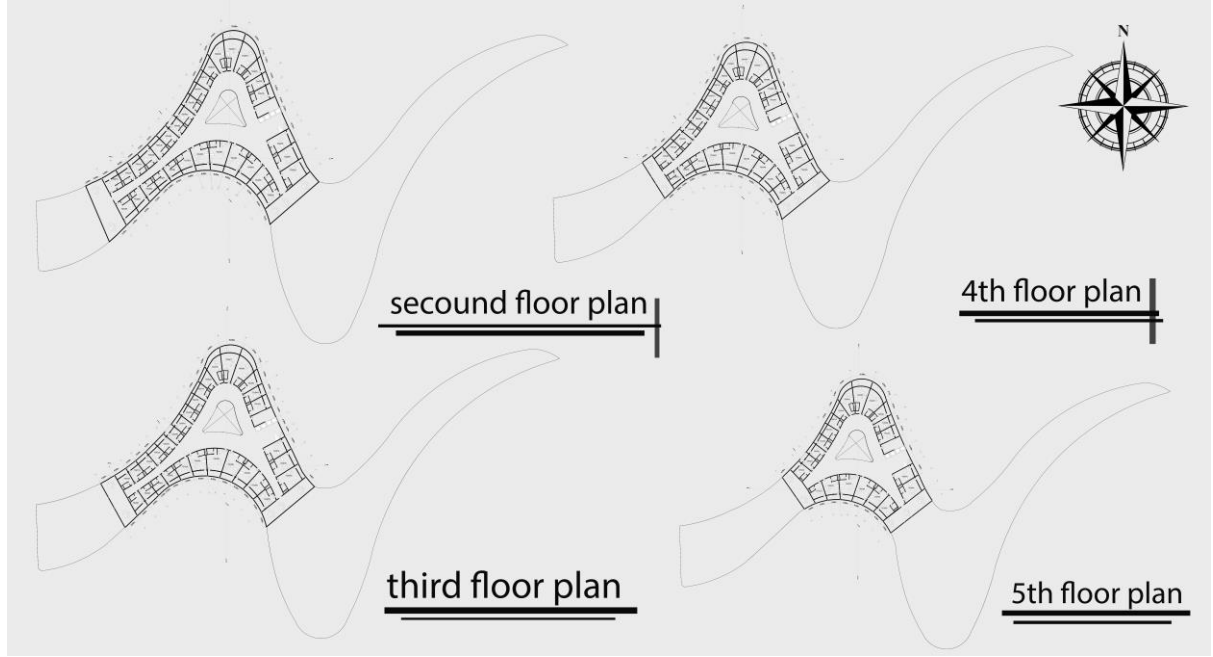 N
secound floor plan
4th floor plan
third floor plan
5th floor plan